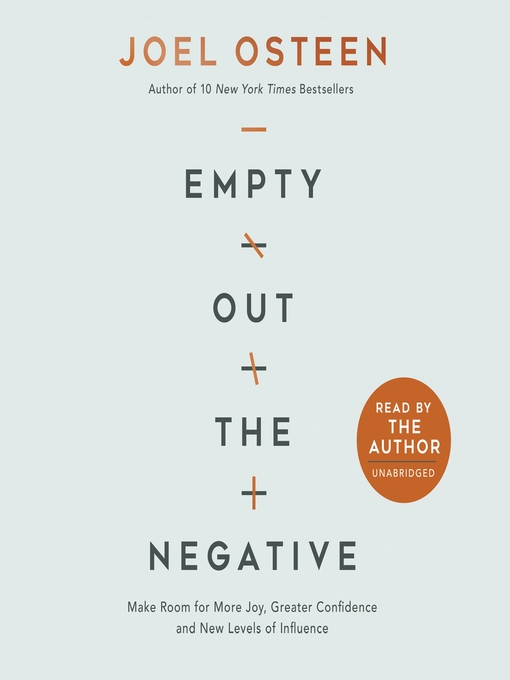 JOEL OSTEEN
Author of 10 New York Times Bestsellers
EMPTY
OUT
THE
NEGATIVE
READ BY
THE
AUTHOR
UNABRIDGED
Make Room for More Joy, Greater Confidence
and New Levels of Influence